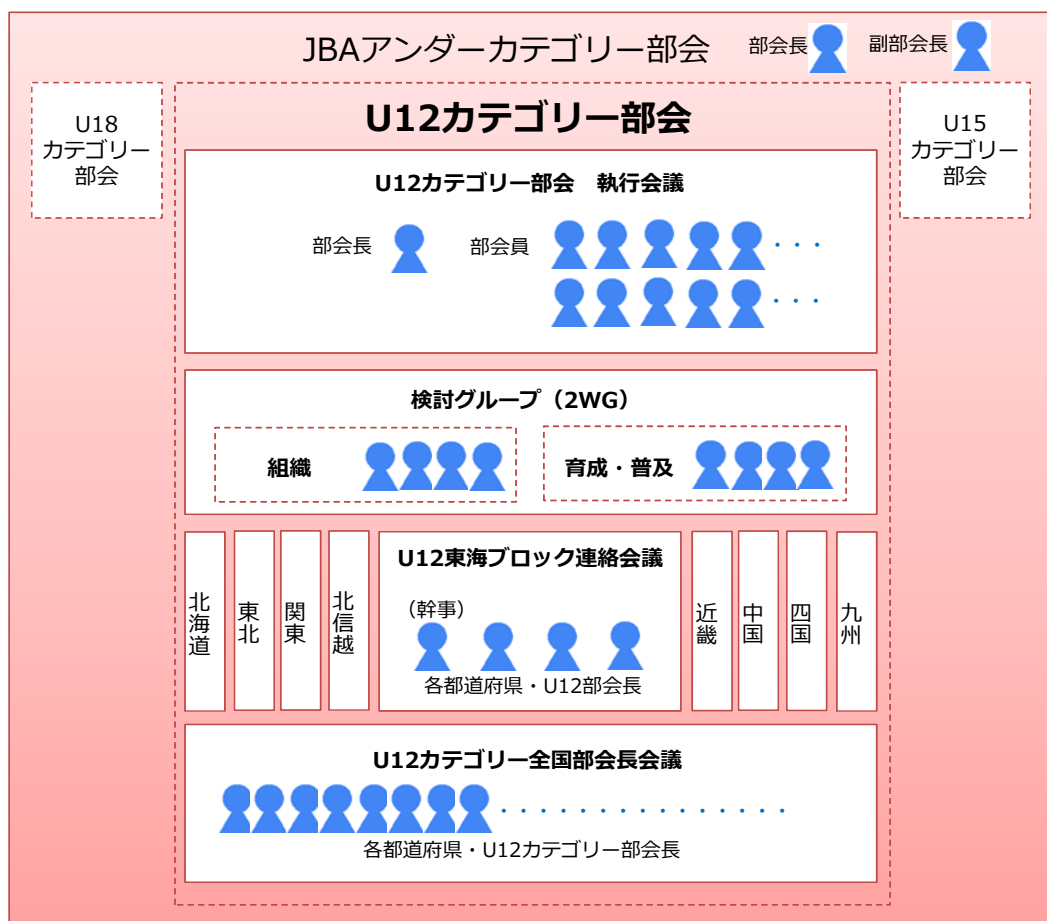 JBAアンダーカテゴリー部会
部会長
副部会長
U18
カテゴリー
部会
U12カテゴリー部会
U15
カテゴリー
部会
U12カテゴリー部会　執行会議
部会長
部会員
・・・
・・・
検討グループ（2WG）
組織
育成・普及
北海道
東北
関東
北信越
U12東海ブロック連絡会議
（幹事）
各都道府県・U12部会長
近畿
中国
四国
九州
U12カテゴリー全国部会長会議
・・・・・・・・・・・・・・・
各都道府県・U12カテゴリー部会長